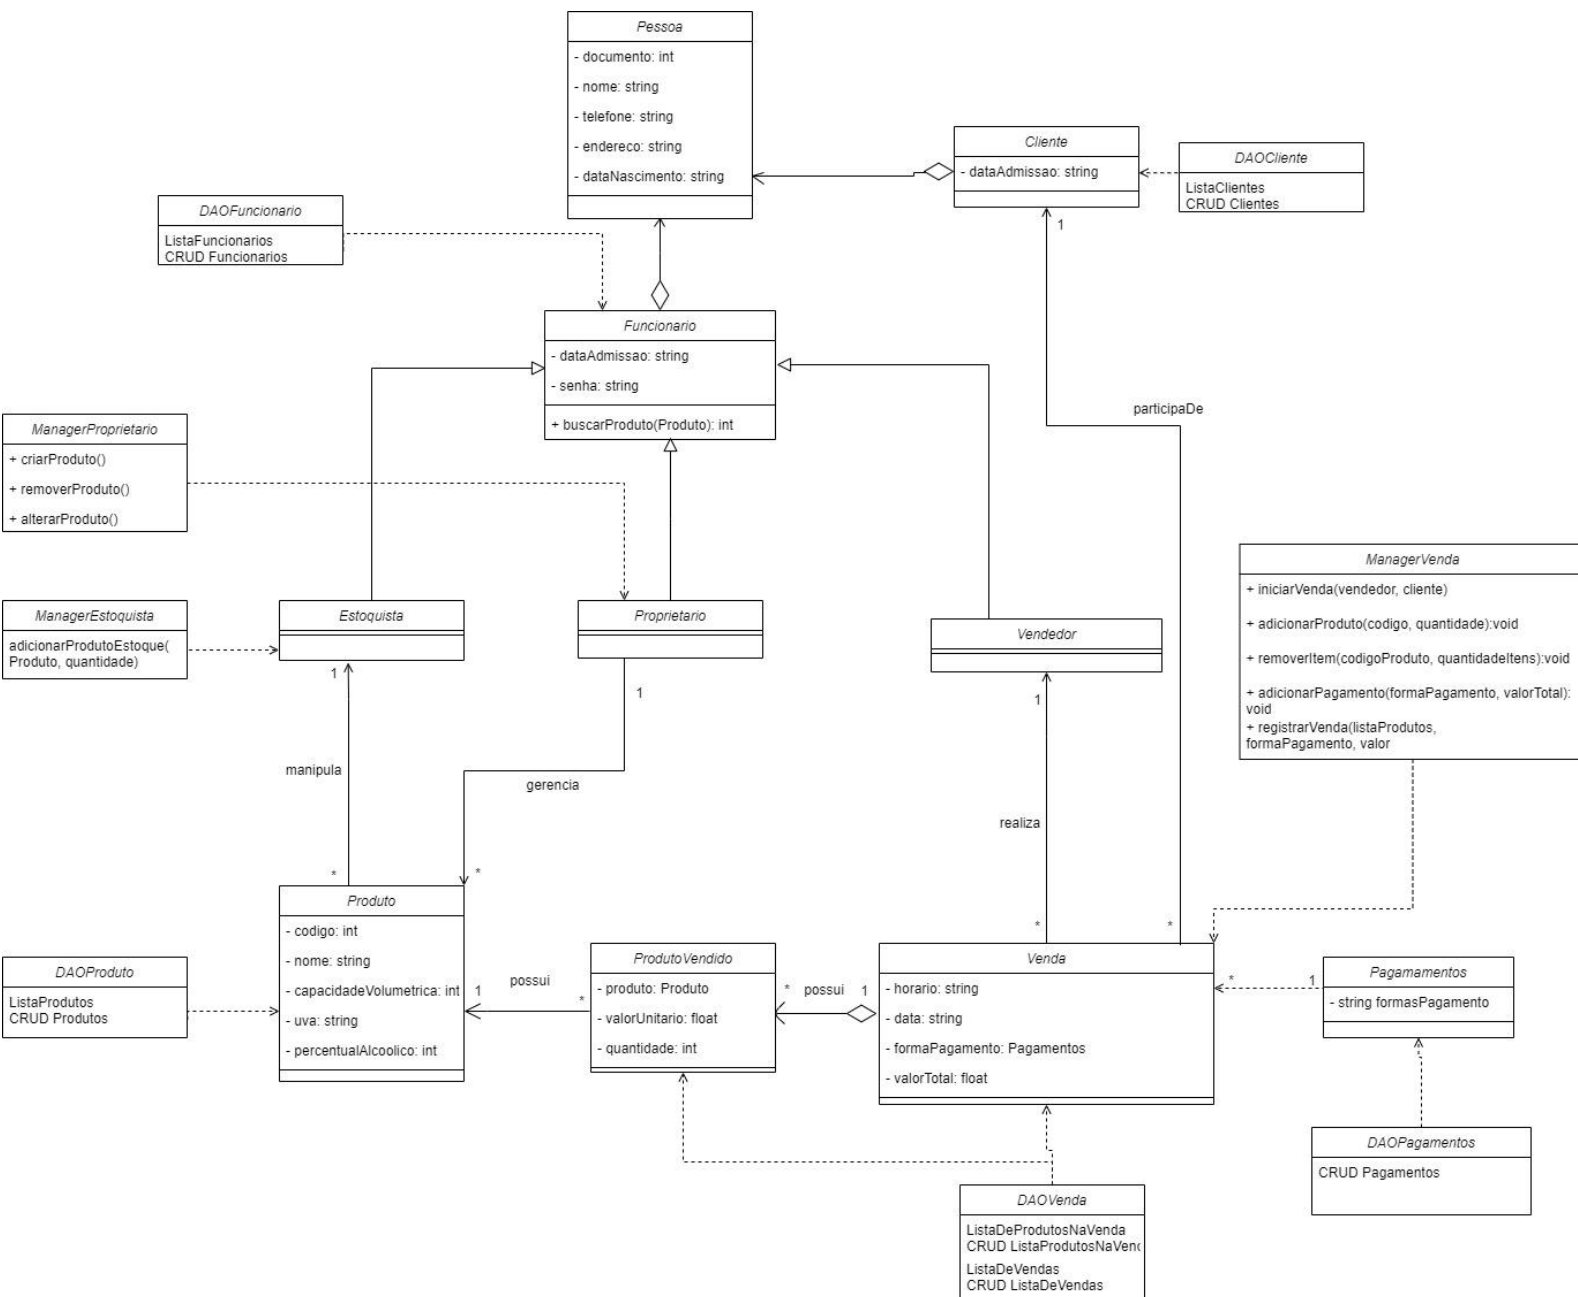 Pessoa
- documento: int
- nome: string
- telefone: string
- endereco: string
- dataNascimento: string
Cliente
- dataAdmissao: string
DAOCliente
ListaClientes
CRUD Clientes
1
DAOFuncionario
ListaFuncionarios
CRUD Funcionarios
Funcionario
- dataAdmissao: string
- senha: string
+ buscarProduto(Produto): int
participaDe
ManagerProprietario
+ criarProduto()
+ removerProduto()
+ alterarProduto()
ManagerVenda
+ iniciarVenda(vendedor, cliente)
+ adicionarProduto(codigo, quantidade):void
+ removerItem(codigoProduto, quantidadeItens):void
+ adicionarPagamento(formaPagamento, valorTotal):
void
+ registrarVenda(listaProdutos,
formaPagamento, valor
ManagerEstoquista
adicionarProdutoEstoque(
Produto, quantidade)
Estoquista
Proprietario
Vendedor
1
1
1
manipula
gerencia
realiza
*
*
*
*
Produto
- codigo: int
- nome: string
- capacidadeVolumetrica: int
- uva: string
- percentualAlcoolico: int
DAOProduto
ListaProdutos
CRUD Produtos
1
possui
*
ProdutoVendido
- produto: Produto
- valorUnitario: float
- quantidade: int
*
possui
1
Venda
- horario: string
- data: string
- formaPagamento: Pagamentos
- valorTotal: float
*
1
Pagamamentos
- string formasPagamento
DAOPagamentos
CRUD Pagamentos
DAOVenda
ListaDeProdutosNaVenda
CRUD ListaProdutosNaVen
ListaDeVendas
CRUD ListaDeVendas